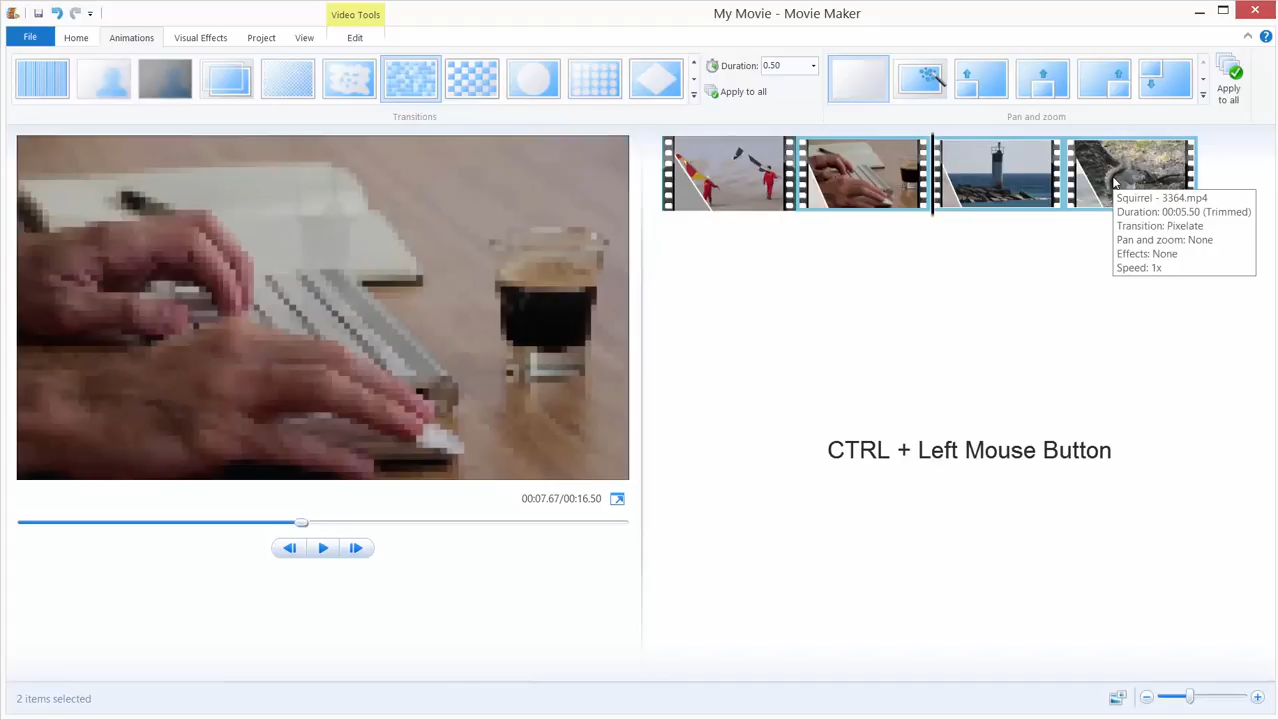 Video Tools
My Movie - Movie Maker
File
Home
Animations
Visual Effects
Project
View
Edit
Duration: 0.50
Apply to all
Transitions
Pan and zoom
Apply
to all
Squirrel - 3364.mp4
Duration: 00:05.50 (Trimmed)
Transition: Pixelate
Pan and zoom: None
Effects: None
Speed: 1x
CTRL + Left Mouse Button
00:07.67/00:16.50
2 items selected